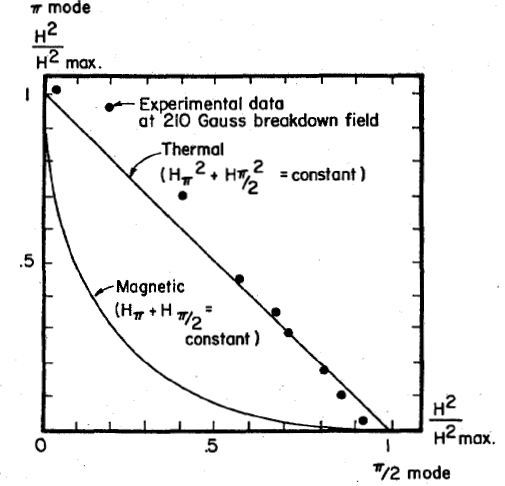 π mode
H²
H² max.
1
Experimental data
at 210 Gauss breakdown field
Thermal
(Hπ² + Hπ/2² = constant)
.5
Magnetic
(Hπ + Hπ/2 =
constant)
H²
H² max.
0
.5
1
π/2 mode